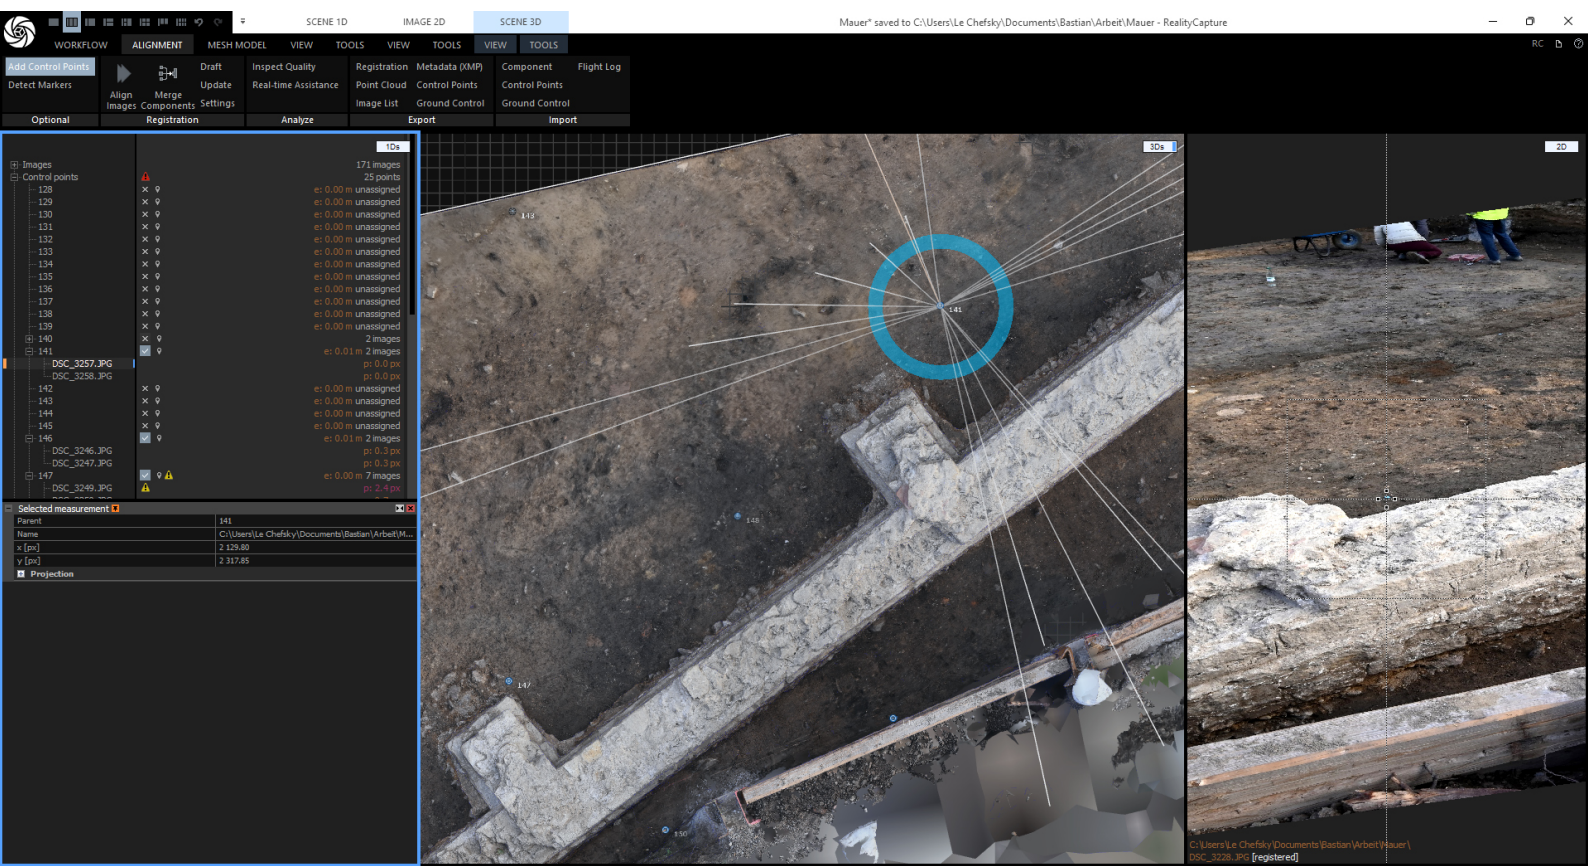 SCENE 1D IMAGE 2D SCENE 3D Mauer* saved to C:\Users\Le Chefsky\Documents\Bastian\Arbeit\Mauer - RealityCapture
WORKFLOW ALIGNMENT MESH MODEL VIEW TOOLS VIEW TOOLS VIEW TOOLS RC
Add Control Points Draft Inspect Quality Registration Metadata (XMP) Component Flight Log
Detect Markers Update Real-time Assistance Point Cloud Control Points Control Points
Align Images Merge Components Settings Image List Ground Control Ground Control
Optional Registration Analyze Export Import
1Ds 3Ds 2D
Images 171 images
Control points 25 points
128 e: 0.00 m unassigned
129 e: 0.00 m unassigned
130 e: 0.00 m unassigned
131 e: 0.00 m unassigned
132 e: 0.00 m unassigned
133 e: 0.00 m unassigned
134 e: 0.00 m unassigned
135 e: 0.00 m unassigned
136 e: 0.00 m unassigned
137 e: 0.00 m unassigned
138 e: 0.00 m unassigned
139 e: 0.00 m unassigned
140 2 images
141 e: 0.01 m 2 images
DSC_3257.JPG p: 0.0 px
DSC_3258.JPG p: 0.0 px
142 e: 0.00 m unassigned
143 e: 0.00 m unassigned
144 e: 0.00 m unassigned
145 e: 0.00 m unassigned
146 e: 0.01 m 2 images
DSC_3246.JPG p: 0.3 px
DSC_3247.JPG p: 0.3 px
147 e: 0.00 m 7 images
DSC_3249.JPG p: 2.4 px
Selected measurement
Parent 141
Name C:\Users\Le Chefsky\Documents\Bastian\Arbeit\M...
x [px] 2 129.80
y [px] 2 317.85
Projection
143
141
148
147
150
C:\Users\Le Chefsky\Documents\Bastian\Arbeit\Mauer\
DSC_3228.JPG [registered]